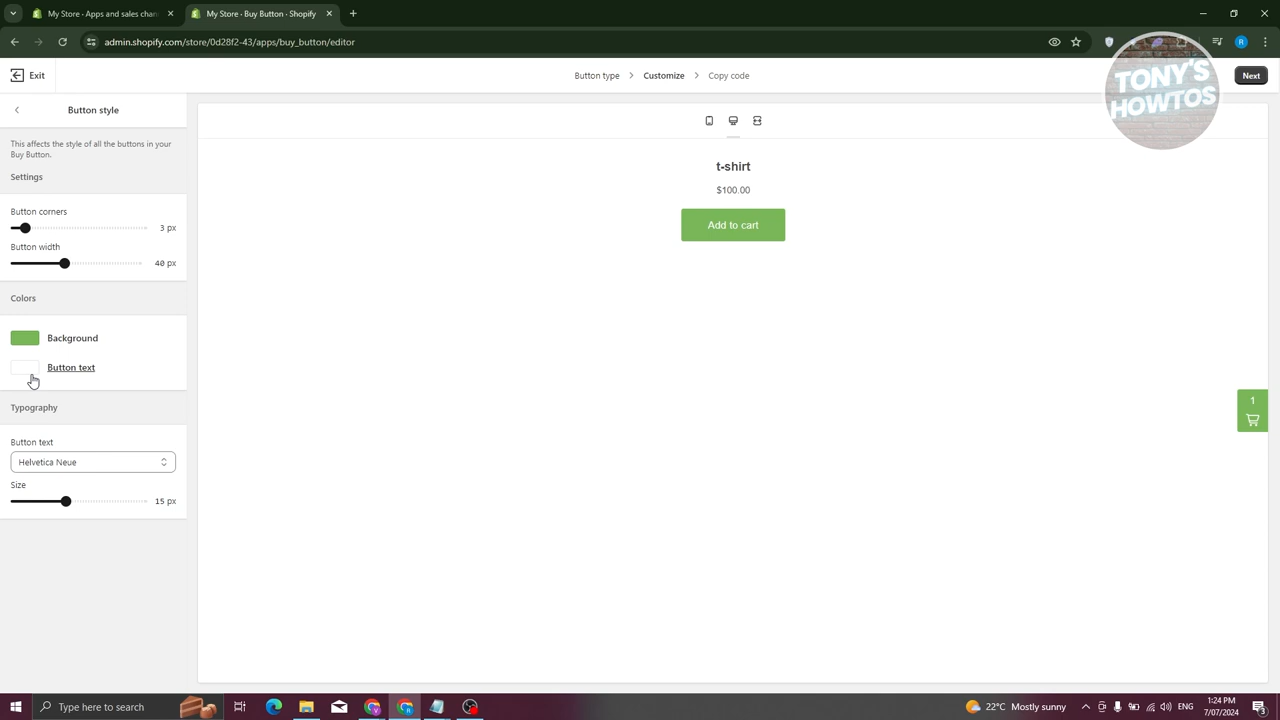 My Store · Apps and sales chan
My Store · Buy Button · Shopify
admin.shopify.com/store/0d28f2-43/apps/buy_button/editor
R
Exit
Button type
Customize
Copy code
Next
TONY'S
HOWTOS
Button style
This affects the style of all the buttons in your
Buy Button.
Settings
Button corners
3 px
Button width
40 px
Colors
Background
Button text
Typography
Button text
Helvetica Neue
Size
15 px
t-shirt
$100.00
Add to cart
1
Type here to search
22°C Mostly sunny
ENG
1:24 PM
7/07/2024